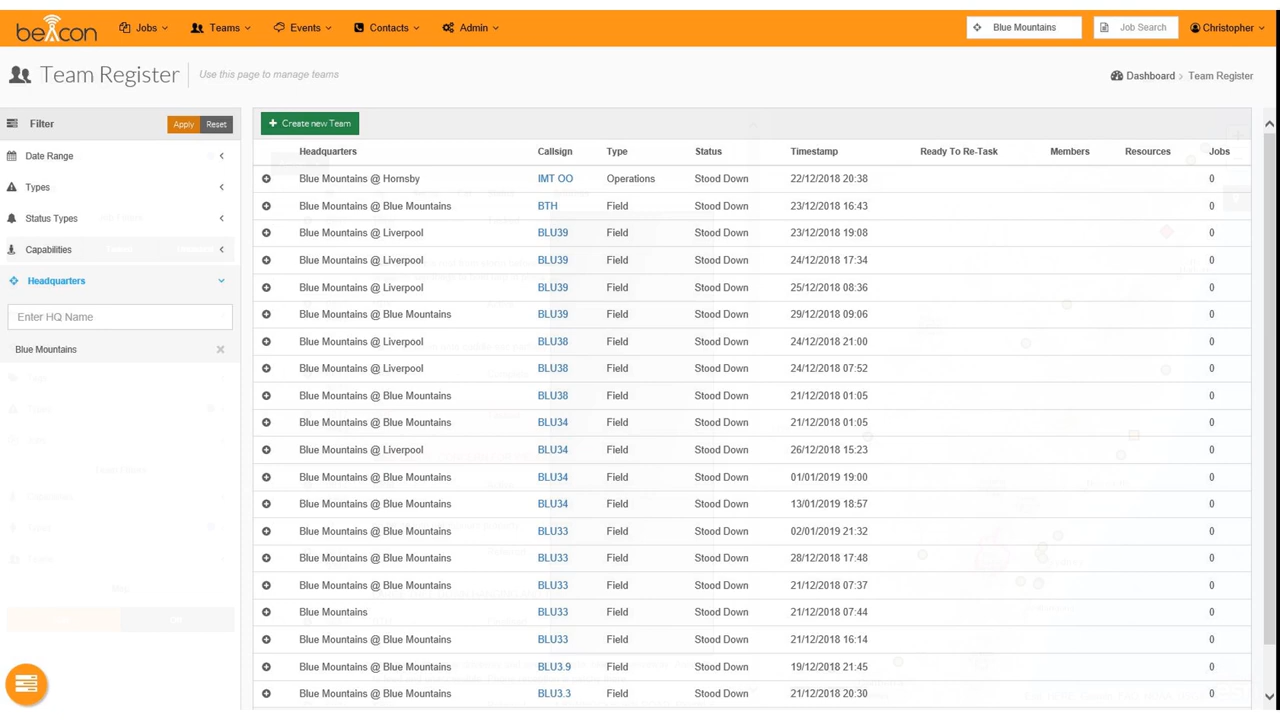 beacon Jobs Teams Events Contacts Admin Blue Mountains Job Search Christopher
Team Register Use this page to manage teams Dashboard > Team Register
Filter Apply Reset
Create new Team
Date Range
Types
Status Types
Capabilities
Headquarters
Enter HQ Name
Blue Mountains
Headquarters Callsign Type Status Timestamp Ready To Re-Task Members Resources Jobs
Blue Mountains @ Hornsby IMT OO Operations Stood Down 22/12/2018 20:38 0
Blue Mountains @ Blue Mountains BTH Field Stood Down 23/12/2018 16:43 0
Blue Mountains @ Liverpool BLU39 Field Stood Down 23/12/2018 19:08 0
Blue Mountains @ Liverpool BLU39 Field Stood Down 24/12/2018 17:34 0
Blue Mountains @ Liverpool BLU39 Field Stood Down 25/12/2018 08:36 0
Blue Mountains @ Blue Mountains BLU39 Field Stood Down 29/12/2018 09:06 0
Blue Mountains @ Liverpool BLU38 Field Stood Down 24/12/2018 21:00 0
Blue Mountains @ Liverpool BLU38 Field Stood Down 24/12/2018 07:52 0
Blue Mountains @ Blue Mountains BLU38 Field Stood Down 21/12/2018 01:05 0
Blue Mountains @ Blue Mountains BLU34 Field Stood Down 21/12/2018 01:05 0
Blue Mountains @ Liverpool BLU34 Field Stood Down 26/12/2018 15:23 0
Blue Mountains @ Blue Mountains BLU34 Field Stood Down 01/01/2019 19:00 0
Blue Mountains @ Blue Mountains BLU34 Field Stood Down 13/01/2019 18:57 0
Blue Mountains @ Blue Mountains BLU33 Field Stood Down 02/01/2019 21:32 0
Blue Mountains @ Blue Mountains BLU33 Field Stood Down 28/12/2018 17:48 0
Blue Mountains @ Blue Mountains BLU33 Field Stood Down 21/12/2018 07:37 0
Blue Mountains BLU33 Field Stood Down 21/12/2018 07:44 0
Blue Mountains @ Blue Mountains BLU33 Field Stood Down 21/12/2018 16:14 0
Blue Mountains @ Blue Mountains BLU3.9 Field Stood Down 19/12/2018 21:45 0
Blue Mountains @ Blue Mountains BLU3.3 Field Stood Down 21/12/2018 20:30 0